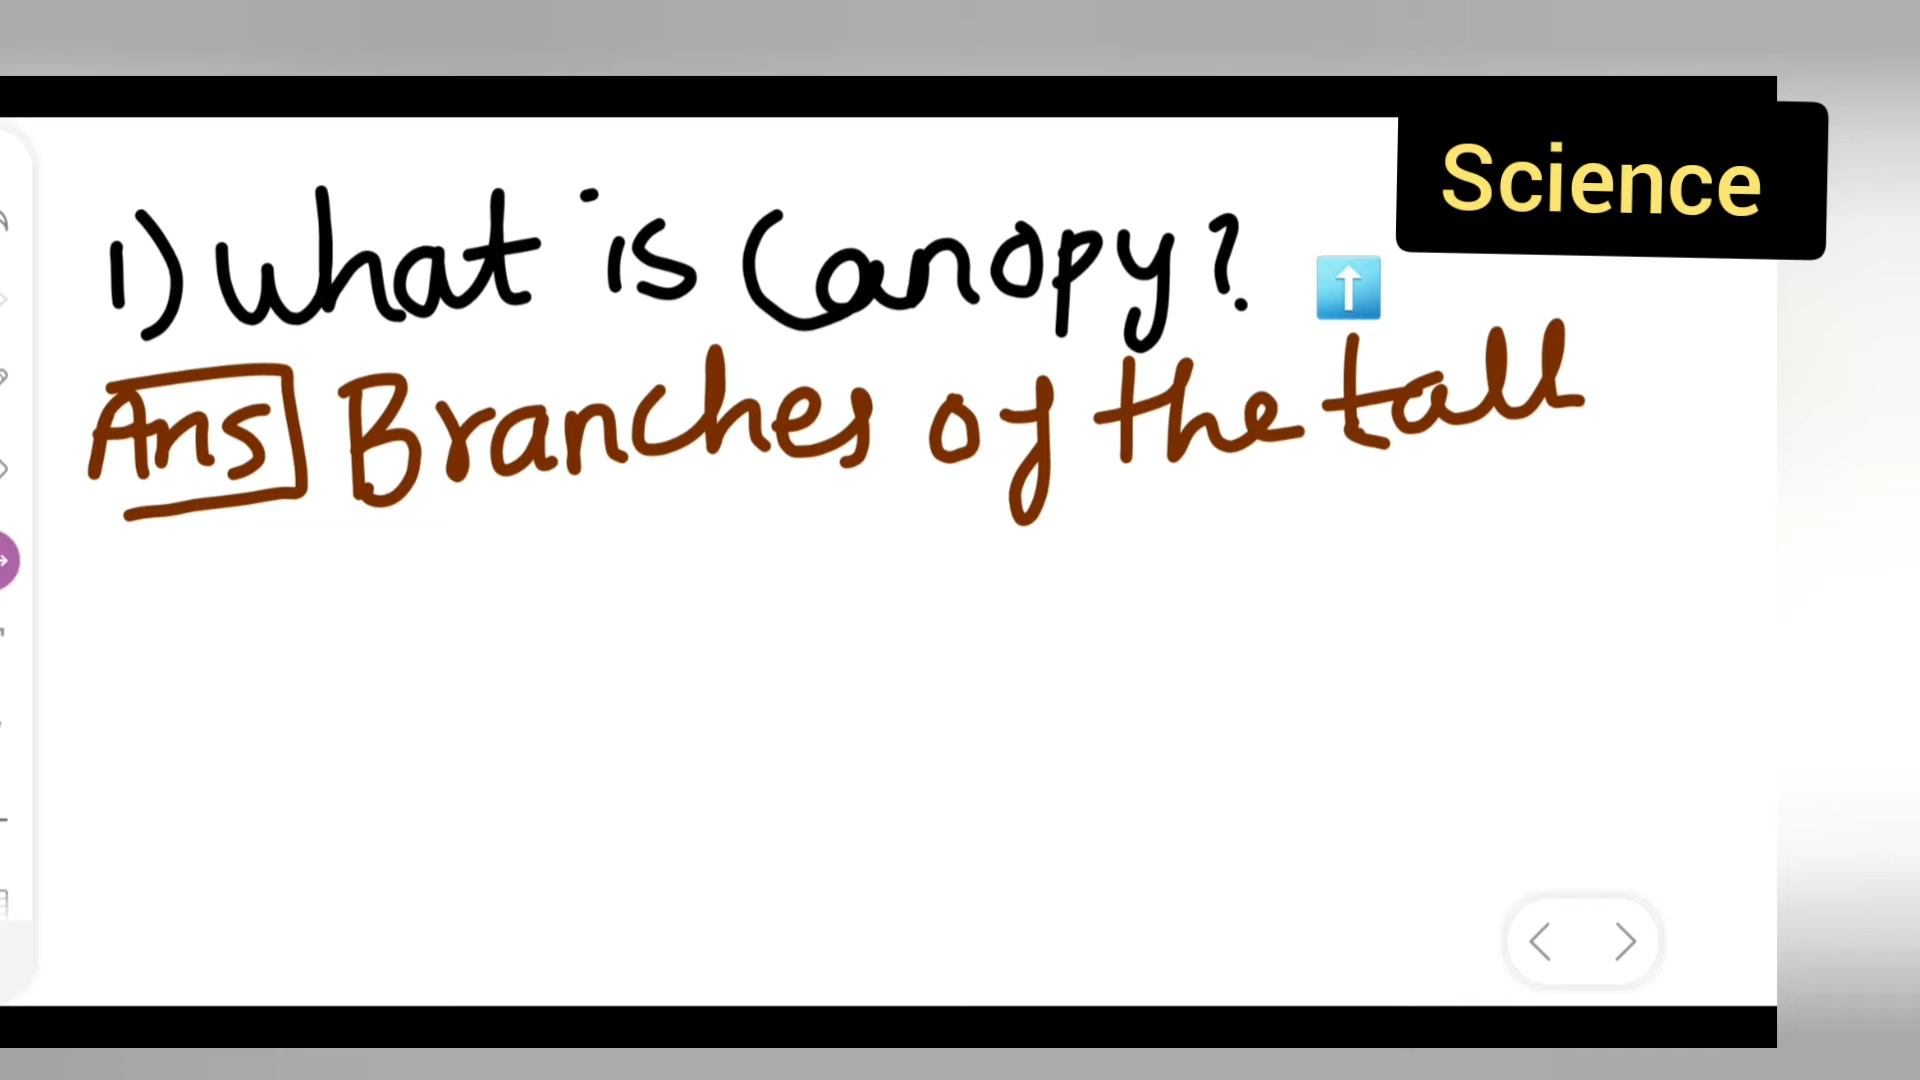 Science
1) What is Canopy?
Ans Branches of the tall